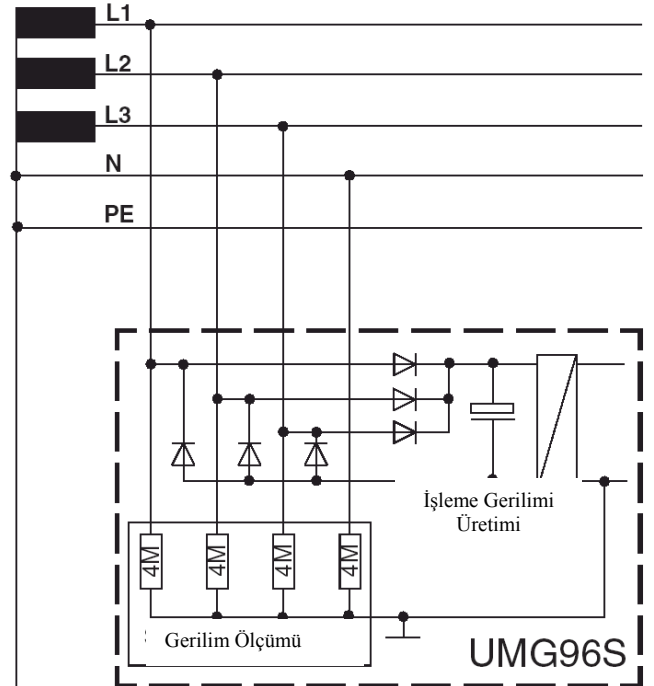 L1
L2
L3
N
PE
İşleme Gerilimi
Üretimi
4M
4M
4M
4M
Gerilim Ölçümü
UMG96S